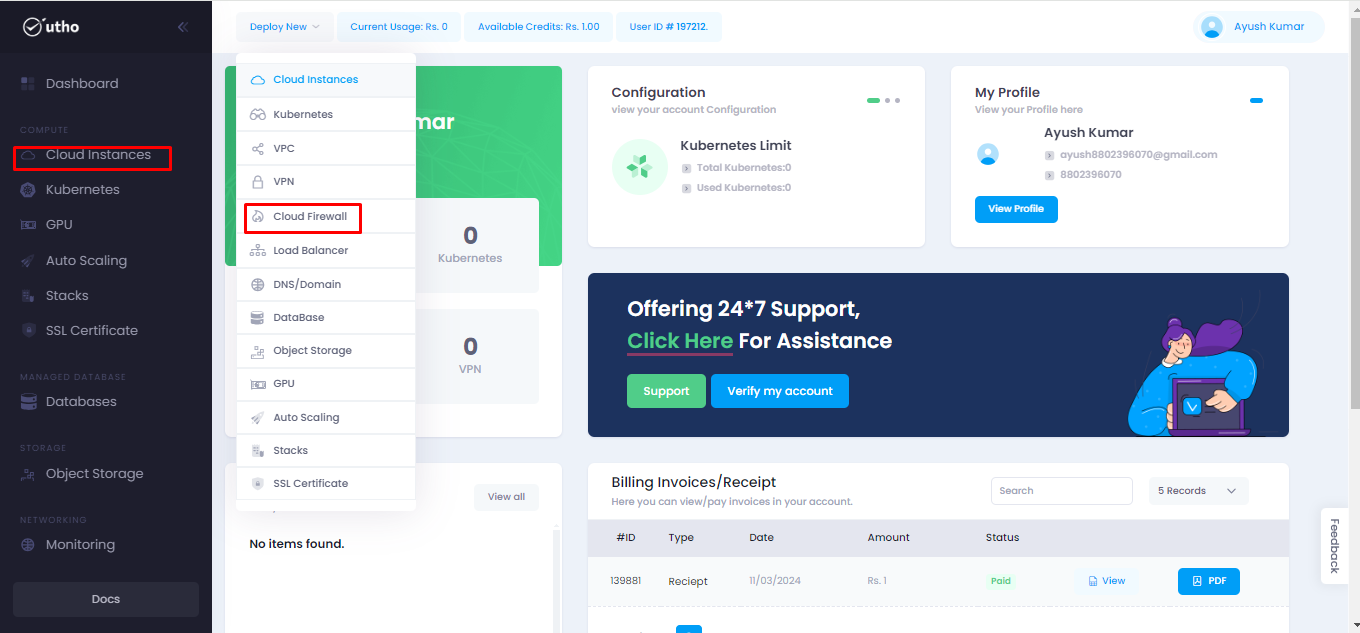 utho
Deploy New
Current Usage: Rs. 0
Available Credits: Rs. 1.00
User ID # 197212.
Ayush Kumar
Dashboard
COMPUTE
Cloud Instances
Kubernetes
GPU
Auto Scaling
Stacks
SSL Certificate
MANAGED DATABASE
Databases
STORAGE
Object Storage
NETWORKING
Monitoring
Docs
Cloud Instances
Kubernetes
VPC
VPN
Cloud Firewall
Load Balancer
DNS/Domain
DataBase
Object Storage
GPU
Auto Scaling
Stacks
SSL Certificate
mar
0
Kubernetes
0
VPN
View all
No items found.
Configuration
view your account Configuration
Kubernetes Limit
Total Kubernetes:0
Used Kubernetes:0
My Profile
View your Profile here
Ayush Kumar
ayush8802396070@gmail.com
8802396070
View Profile
Offering 24*7 Support,
Click Here For Assistance
Support
Verify my account
Billing Invoices/Receipt
Here you can view/pay invoices in your account.
Search
5 Records
#ID Type Date Amount Status
139881 Reciept 11/03/2024 Rs. 1 Paid View PDF
Feedback